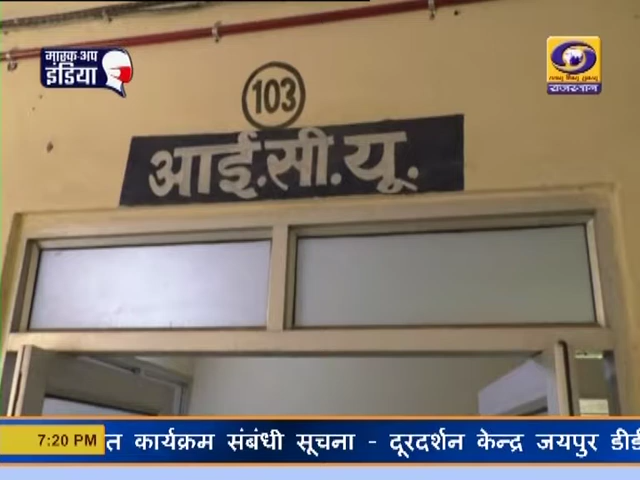 मास्क-अप
इंडिया
राजस्थान
103
आई.सी.यू.
7:20 PM
त कार्यक्रम संबंधी सूचना - दूरदर्शन केन्द्र जयपुर डीडी